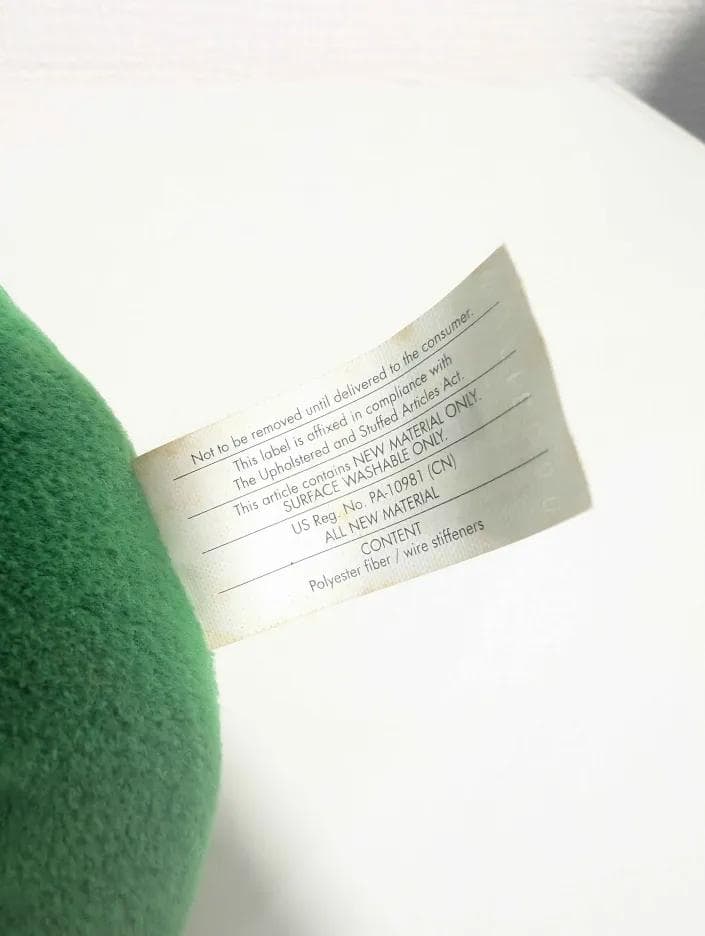 Not to be removed until delivered to the consumer.
This label is affixed in compliance with
The Upholstered and Stuffed Articles Act.
This article contains NEW MATERIAL ONLY.
SURFACE WASHABLE ONLY.
US Reg. No. PA-10981 (CN)
ALL NEW MATERIAL
CONTENT
Polyester fiber / wire stiffeners